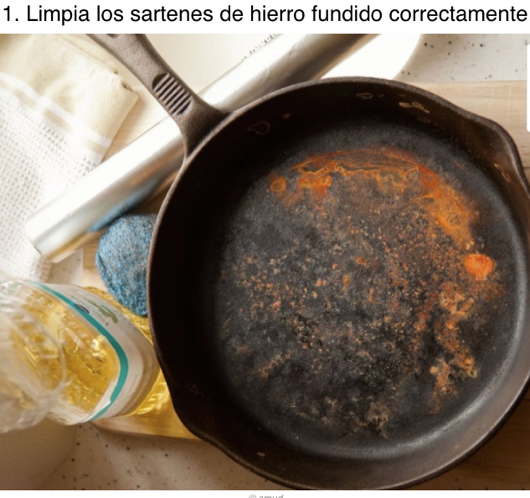 1. Limpia los sartenes de hierro fundido correctamente